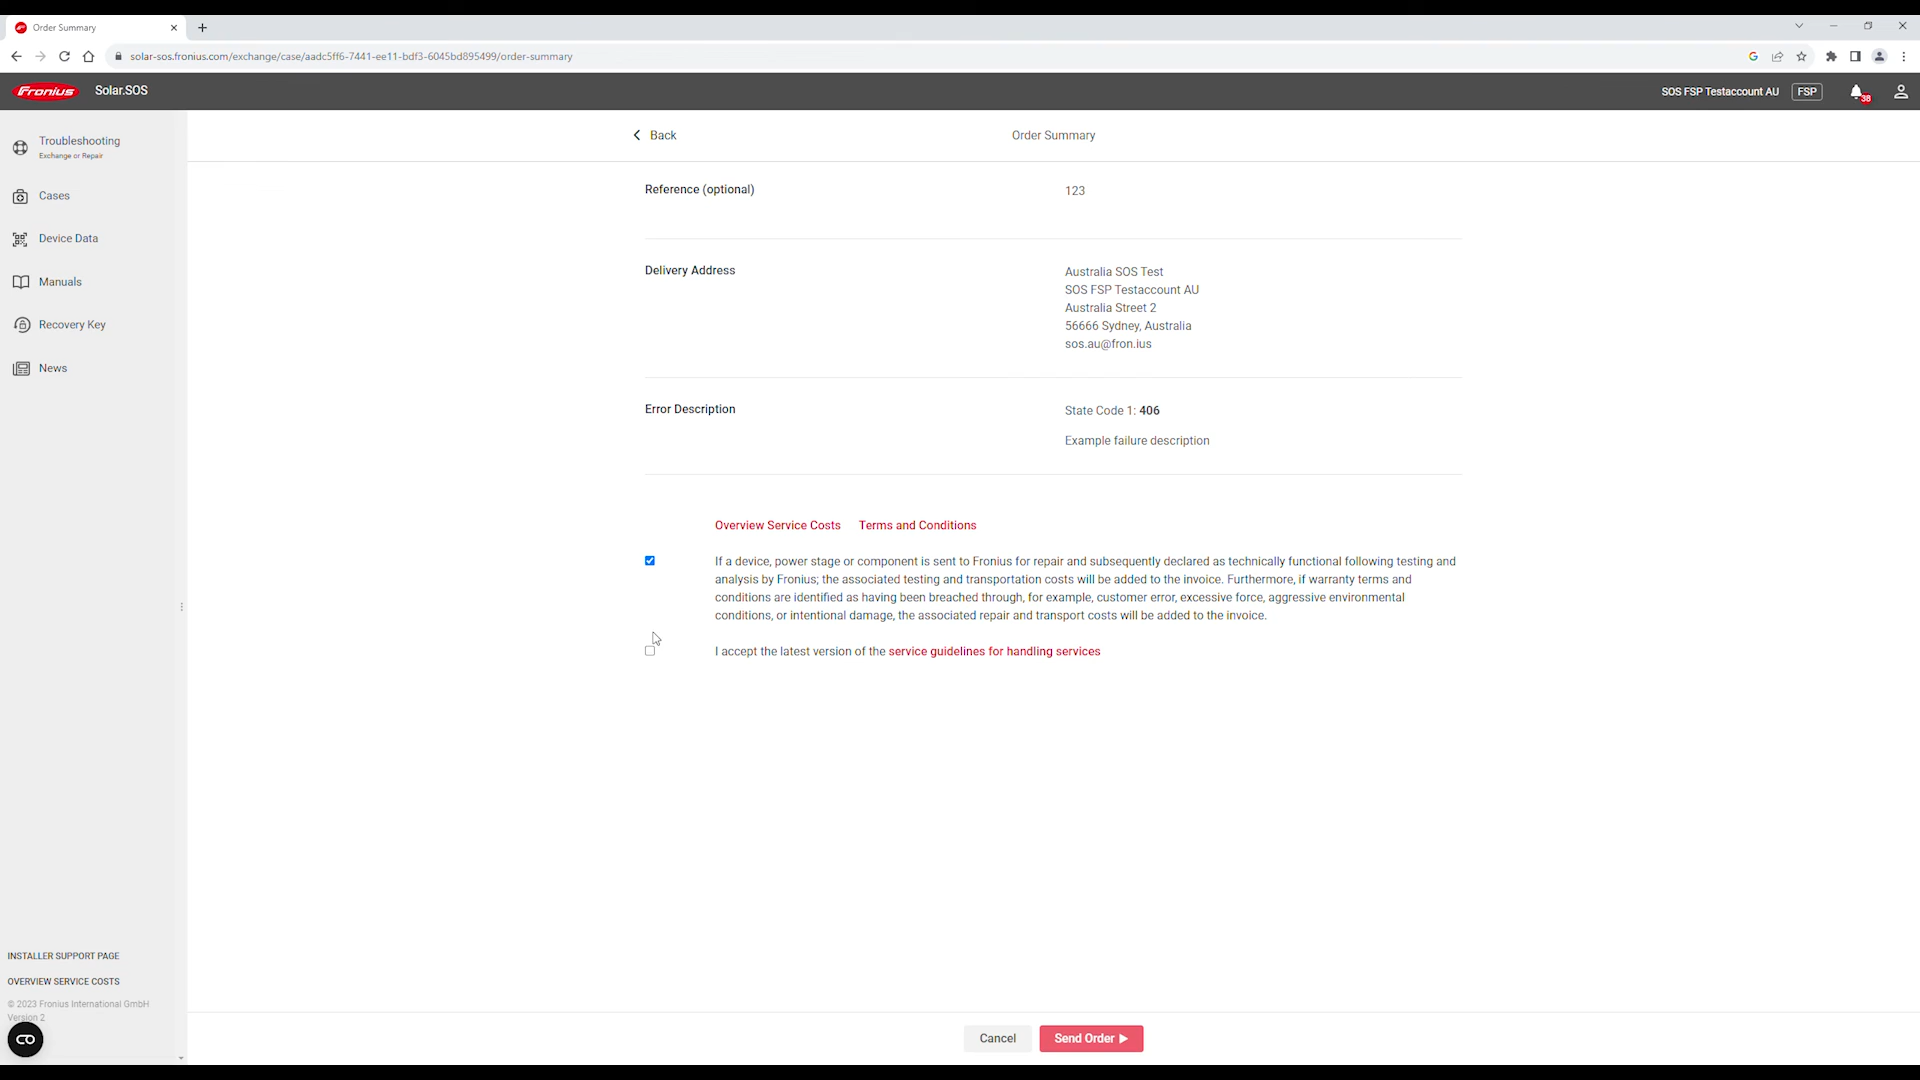 Order Summary
solar-sos.fronius.com/exchange/case/aadc5ff6-7441-ee11-bdf3-6045bd895499/order-summary
Fronius
Solar.SOS
SOS FSP Testaccount AU
FSP
38
Troubleshooting
Exchange or Repair
Cases
Device Data
Manuals
Recovery Key
News
Back
Order Summary
Reference (optional)
123
Delivery Address
Australia SOS Test
SOS FSP Testaccount AU
Australia Street 2
56666 Sydney, Australia
sos.au@fron.ius
Error Description
State Code 1: 406
Example failure description
Overview Service Costs Terms and Conditions
If a device, power stage or component is sent to Fronius for repair and subsequently declared as technically functional following testing and
analysis by Fronius; the associated testing and transportation costs will be added to the invoice. Furthermore, if warranty terms and
conditions are identified as having been breached through, for example, customer error, excessive force, aggressive environmental
conditions, or intentional damage, the associated repair and transport costs will be added to the invoice.
I accept the latest version of the service guidelines for handling services
INSTALLER SUPPORT PAGE
OVERVIEW SERVICE COSTS
© 2023 Fronius International GmbH
Version 2
Cancel
Send Order